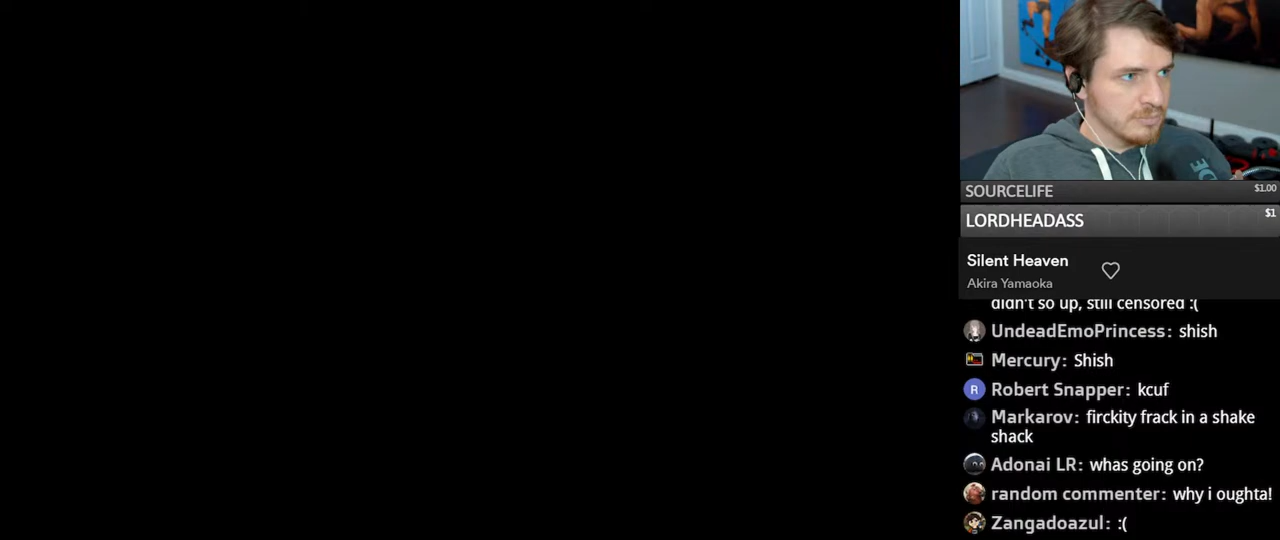 SOURCELIFE $1.00
LORDHEADASS $1
Silent Heaven
Akira Yamaoka
didn't so up, still censored :(
UndeadEmoPrincess: shish
Mercury: Shish
R Robert Snapper: kcuf
Markarov: firckity frack in a shake
shack
Adonai LR: whas going on?
random commenter: why i oughta!
Zangadoazul: :(